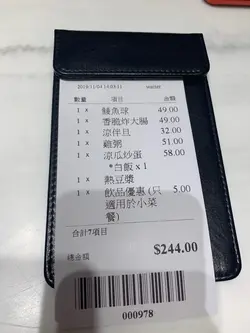 數量 項目 金額
1 x 鯪魚球 49.00
1 x 香脆炸大腸 49.00
1 x 涼伴且 32.00
1 x 雞粥 51.00
1 x 涼瓜炒蛋 58.00
*白飯 x 1
1 x 熱豆漿
1 x 飲品優惠 (只 5.00
適用於小菜
餐)
合計7項目
總金額 $244.00
000978